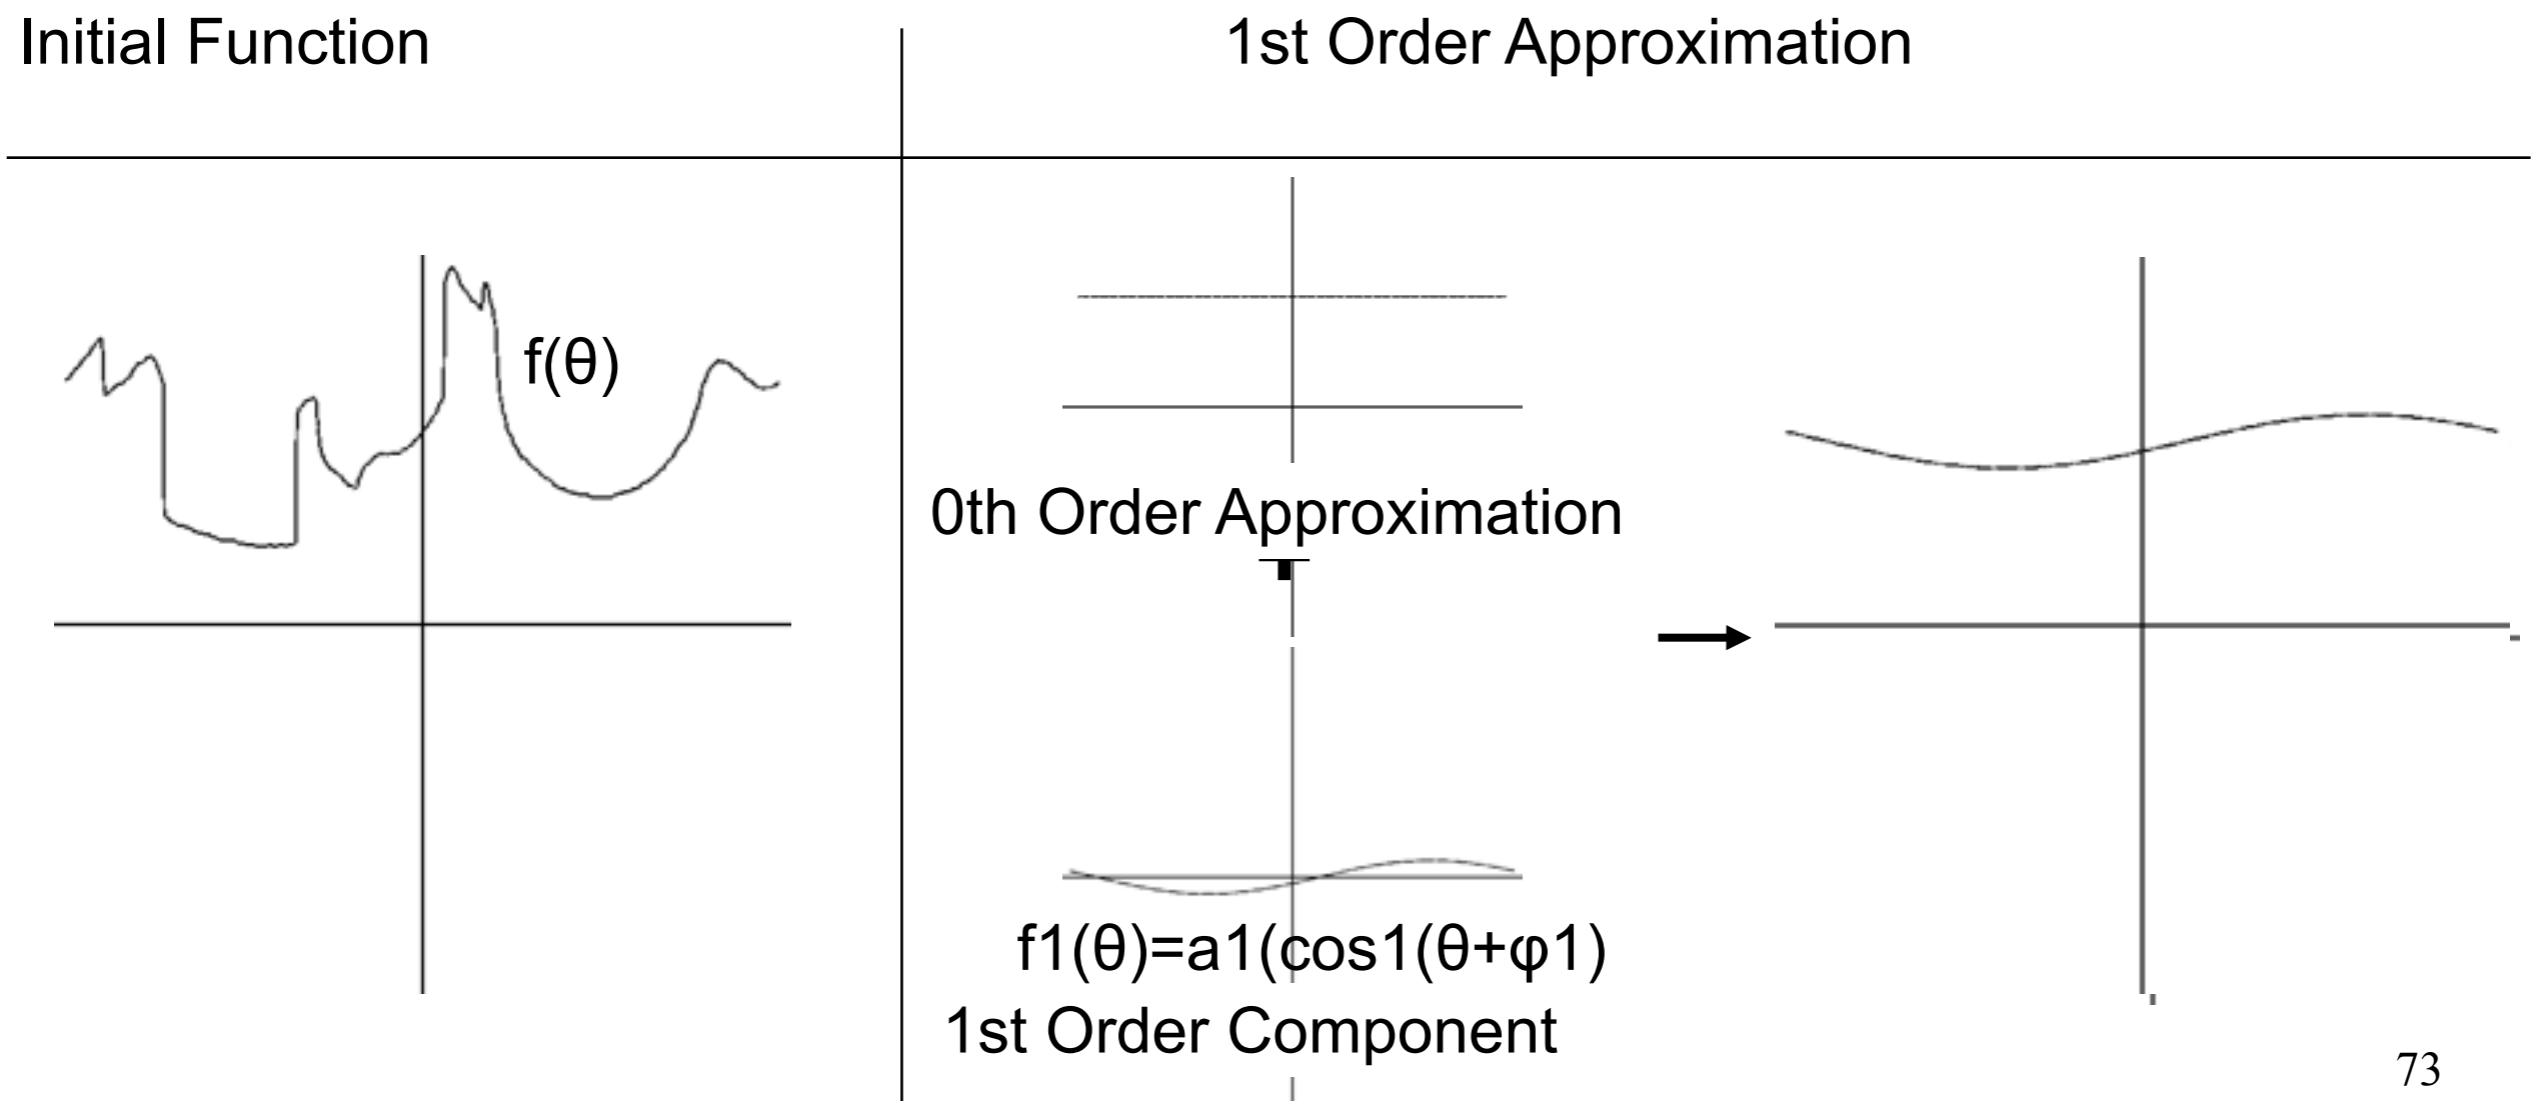 Initial Function
1st Order Approximation
f(θ)
0th Order Approximation
f1(θ)=a1(cos1(θ+φ1)
1st Order Component
73